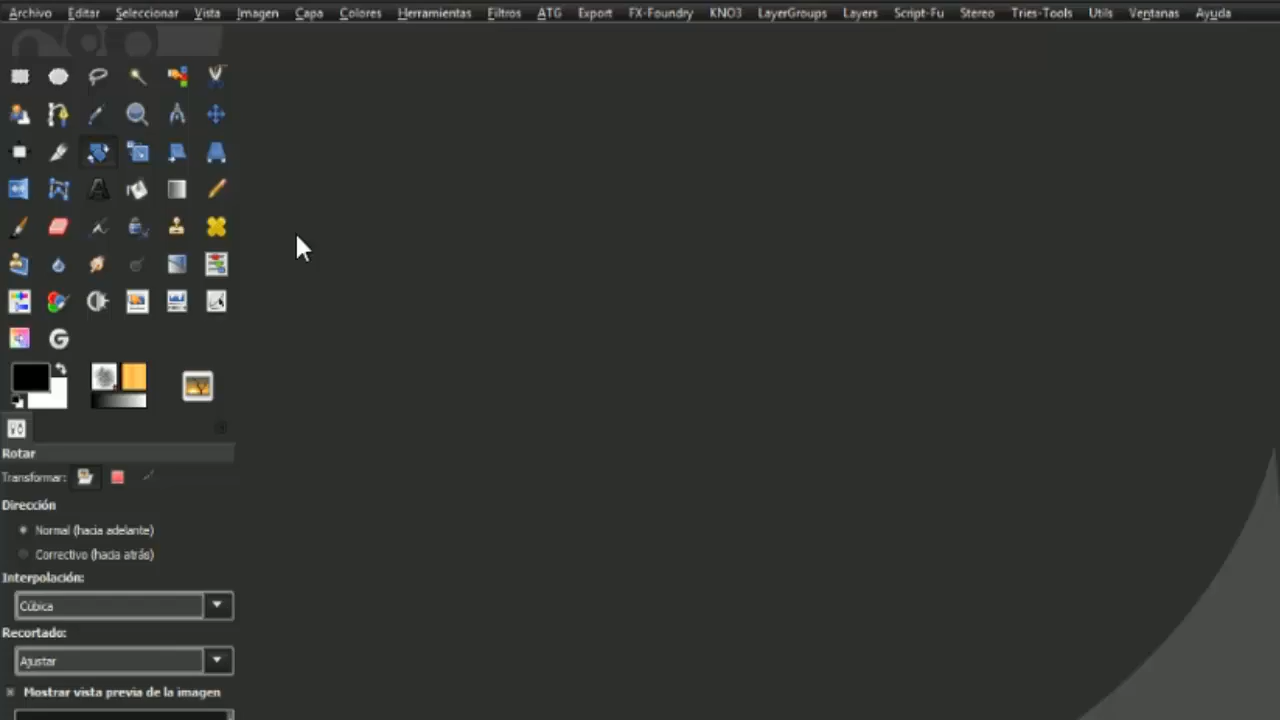 Archivo Editar Seleccionar Vista Imagen Capa Colores Herramientas Filtros ATG Export FX-Foundry KNO3 LayerGroups Layers Script-Fu Stereo Tries-Tools Utils Ventanas Ayuda
Rotar
Transformar:
Dirección
Normal (hacia adelante)
Correctivo (hacia atrás)
Interpolación:
Cúbica
Recortado:
Ajustar
Mostrar vista previa de la imagen